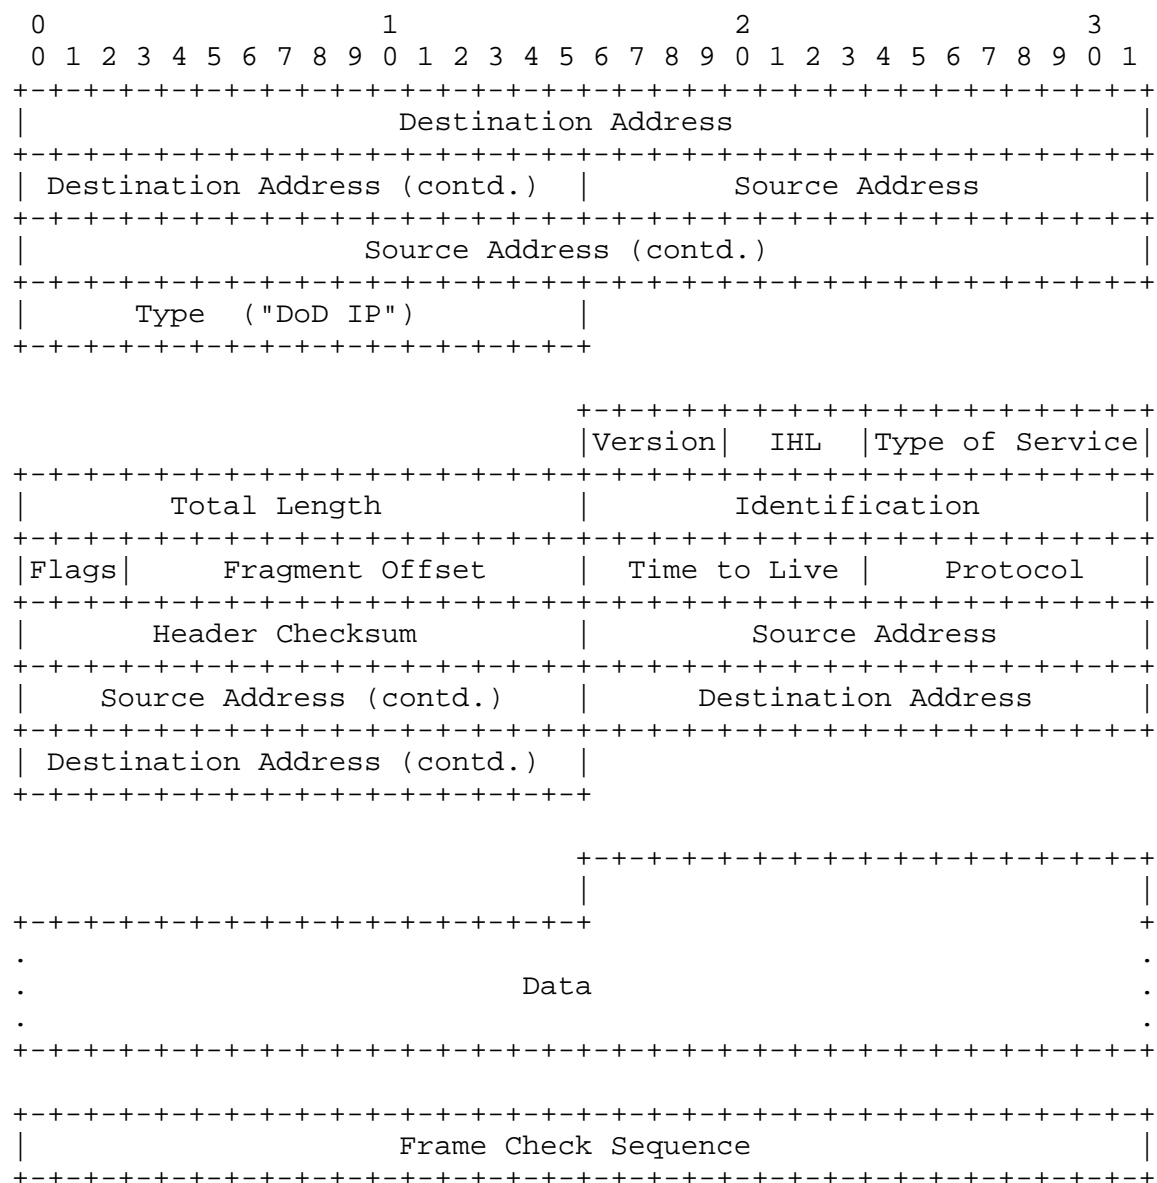 0                   1                   2                   3
 0 1 2 3 4 5 6 7 8 9 0 1 2 3 4 5 6 7 8 9 0 1 2 3 4 5 6 7 8 9 0 1
+-+-+-+-+-+-+-+-+-+-+-+-+-+-+-+-+-+-+-+-+-+-+-+-+-+-+-+-+-+-+-+-+
|                     Destination Address                       |
+-+-+-+-+-+-+-+-+-+-+-+-+-+-+-+-+-+-+-+-+-+-+-+-+-+-+-+-+-+-+-+-+
| Destination Address (contd.)  |        Source Address         |
+-+-+-+-+-+-+-+-+-+-+-+-+-+-+-+-+-+-+-+-+-+-+-+-+-+-+-+-+-+-+-+-+
|                   Source Address (contd.)                     |
+-+-+-+-+-+-+-+-+-+-+-+-+-+-+-+-+-+-+-+-+-+-+-+-+-+-+-+-+-+-+-+-+
|      Type  ("DoD IP")         |
+-+-+-+-+-+-+-+-+-+-+-+-+-+-+-+-+

                                +-+-+-+-+-+-+-+-+-+-+-+-+-+-+-+-+
                                |Version|  IHL  |Type of Service|
+-+-+-+-+-+-+-+-+-+-+-+-+-+-+-+-+-+-+-+-+-+-+-+-+-+-+-+-+-+-+-+-+
|        Total Length           |        Identification         |
+-+-+-+-+-+-+-+-+-+-+-+-+-+-+-+-+-+-+-+-+-+-+-+-+-+-+-+-+-+-+-+-+
|Flags|     Fragment Offset     |  Time to Live |    Protocol   |
+-+-+-+-+-+-+-+-+-+-+-+-+-+-+-+-+-+-+-+-+-+-+-+-+-+-+-+-+-+-+-+-+
|       Header Checksum         |         Source Address        |
+-+-+-+-+-+-+-+-+-+-+-+-+-+-+-+-+-+-+-+-+-+-+-+-+-+-+-+-+-+-+-+-+
|    Source Address (contd.)    |      Destination Address      |
+-+-+-+-+-+-+-+-+-+-+-+-+-+-+-+-+-+-+-+-+-+-+-+-+-+-+-+-+-+-+-+-+
| Destination Address (contd.)  |
+-+-+-+-+-+-+-+-+-+-+-+-+-+-+-+-+

                                +-+-+-+-+-+-+-+-+-+-+-+-+-+-+-+-+
                                |                               |
+-+-+-+-+-+-+-+-+-+-+-+-+-+-+-+-+                               +
.                                                               .
.                            Data                               .
.                                                               .
+-+-+-+-+-+-+-+-+-+-+-+-+-+-+-+-+-+-+-+-+-+-+-+-+-+-+-+-+-+-+-+-+

+-+-+-+-+-+-+-+-+-+-+-+-+-+-+-+-+-+-+-+-+-+-+-+-+-+-+-+-+-+-+-+-+
|                     Frame Check Sequence                      |
+-+-+-+-+-+-+-+-+-+-+-+-+-+-+-+-+-+-+-+-+-+-+-+-+-+-+-+-+-+-+-+-+